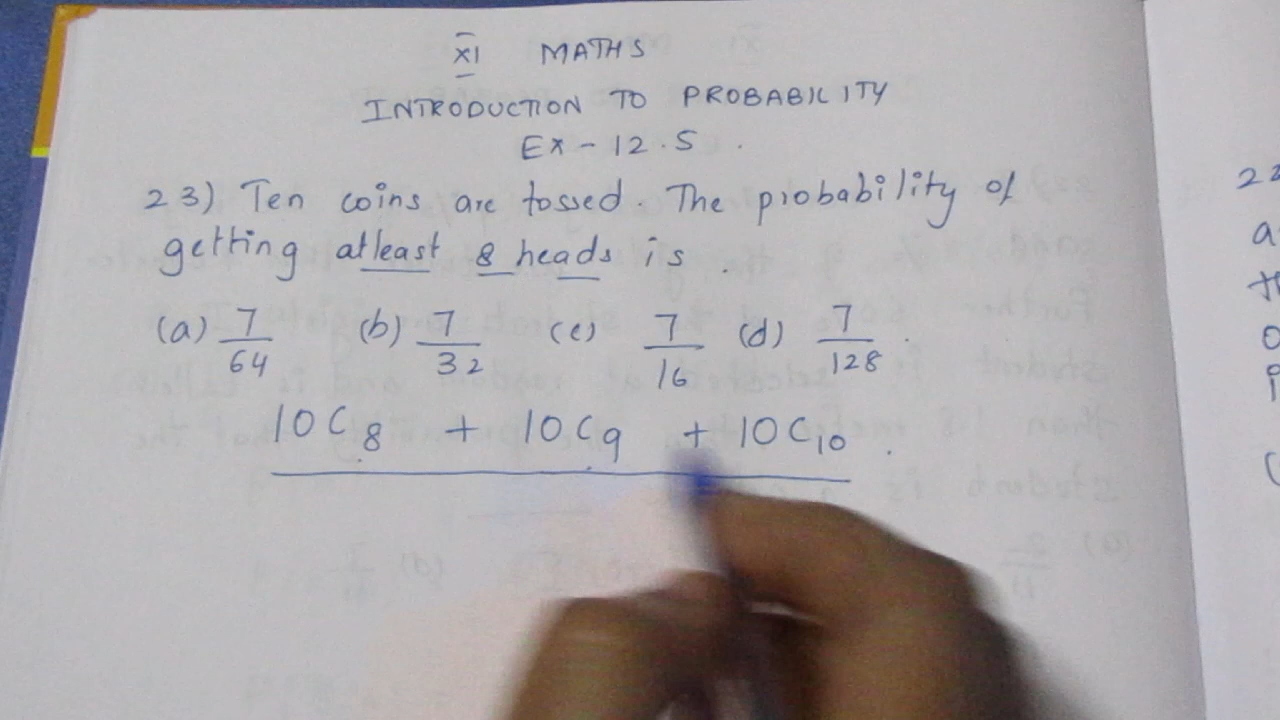 XI MATHS
INTRODUCTION TO PROBABILITY
EX - 12.5
23) Ten coins are tossed. The probability of
getting atleast 8 heads is .
(a) 7/64 (b) 7/32 (c) 7/16 (d) 7/128 .
10C8 + 10C9 + 10C10 .